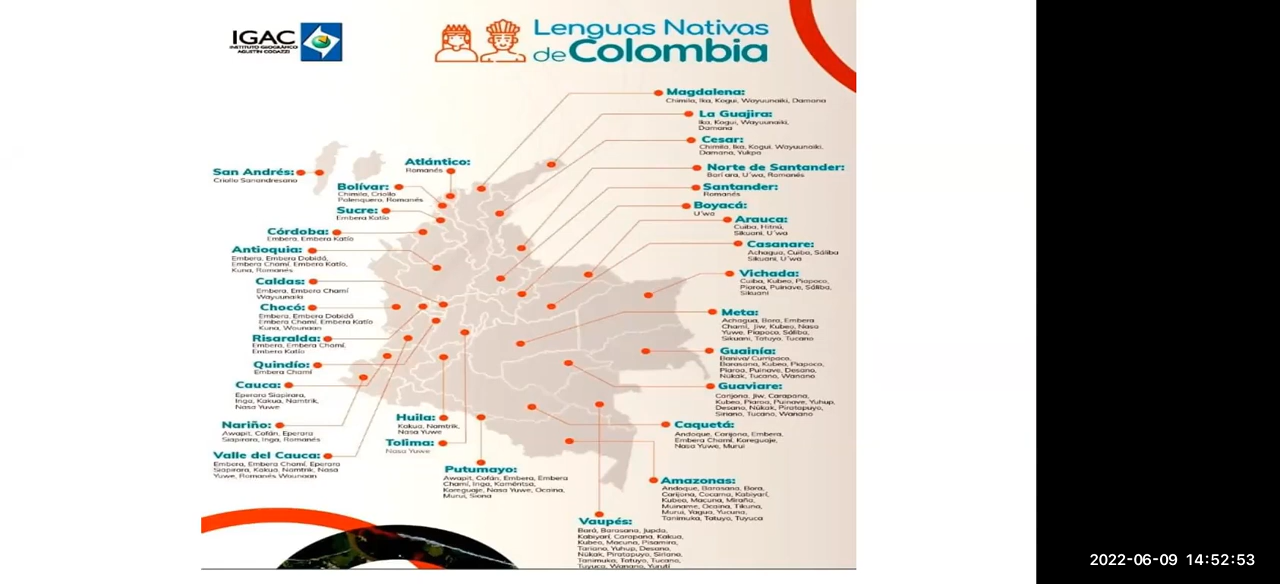 IGAC
INSTITUTO GEOGRÁFICO
AGUSTÍN CODAZZI
Lenguas Nativas
de Colombia
Magdalena:
Chimila, Ika, Kogui, Wayuunaiki, Damana
La Guajira:
Ika, Kogui, Wayuunaiki,
Damana
Cesar:
Chimila, Ika, Kogui, Wayuunaiki,
Damana, Yukpa
Norte de Santander:
Bari ara, U'wa, Romanés
Santander:
Romanés
Boyacá:
U'wa
Arauca:
Cuiba, Hitnü,
Sikuani, U'wa
Casanare:
Achagua, Cuiba, Sáliba
Sikuani, U'wa
Vichada:
Cuiba, Kubeo, Piapoco,
Piaroa, Puinave, Sáliba,
Sikuani
Meta:
Achagua, Bora, Embera
Chamí, Jiw, Kubeo, Nasa
Yuwe, Piapoco, Sáliba,
Sikuani, Tatuyo, Tucano
Guainía:
Baniva/ Curripaco,
Barasana, Kubeo, Piapoco,
Piaroa, Puinave, Desano,
Nükak, Tucano, Wanano
Guaviare:
Carijona, Jiw, Carapana,
Kubeo, Piaroa, Puinave, Yuhup,
Desano, Nükak, Piratapuyo,
Siriano, Tucano, Wanano
Caquetá:
Andoque, Carijona, Embera,
Embera Chamí, Koreguaje,
Nasa Yuwe, Murui
Amazonas:
Andoque, Barasana, Bora,
Carijona, Cocama, Kabiyarí,
Kubeo, Macuna, Miraña,
Muiname, Ocaina, Tikuna,
Murui, Yagua, Yucuna,
Tanimuka, Tatuyo, Tuyuca
Vaupés:
Bará, Barasana, Jupda,
Kabiyarí, Carapana, Kakua,
Kubeo, Macuna, Pisamira,
Tariano, Yuhup, Desano,
Nükak, Piratapuyo, Siriano,
Tanimuka, Tatuyo, Tucano,
Tuyuca, Wanano, Yurutí
Putumayo:
Awapit, Cofán, Embera, Embera
Chamí, Inga, Kamëntsa,
Koreguaje, Nasa Yuwe, Ocaina,
Murui, Siona
Tolima:
Nasa Yuwe
Huila:
Kakua, Namtrik,
Nasa Yuwe
Valle del Cauca:
Embera, Embera Chamí, Eperara
Siapirara, Kakua, Namtrik, Nasa
Yuwe, Romanés Wounaan
Nariño:
Awapit, Cofán, Eperara
Siapirara, Inga, Romanés
Cauca:
Eperara Siapirara,
Inga, Kakua, Namtrik,
Nasa Yuwe
Quindío:
Embera Chamí
Risaralda:
Embera, Embera Chamí,
Embera Katío
Chocó:
Embera, Embera Dobidá
Embera Chamí, Embera Katío
Kuna, Wounaan
Caldas:
Embera, Embera Chamí
Wayuunaiki
Antioquia:
Embera, Embera Dobidá,
Embera Chamí, Embera Katío,
Kuna, Romanés
Córdoba:
Embera, Embera Katío
Sucre:
Embera Katío
Bolívar:
Chimila, Criollo
Palenquero, Romanés
Atlántico:
Romanés
San Andrés:
Criollo Sanandresano
2022-06-09 14:52:53